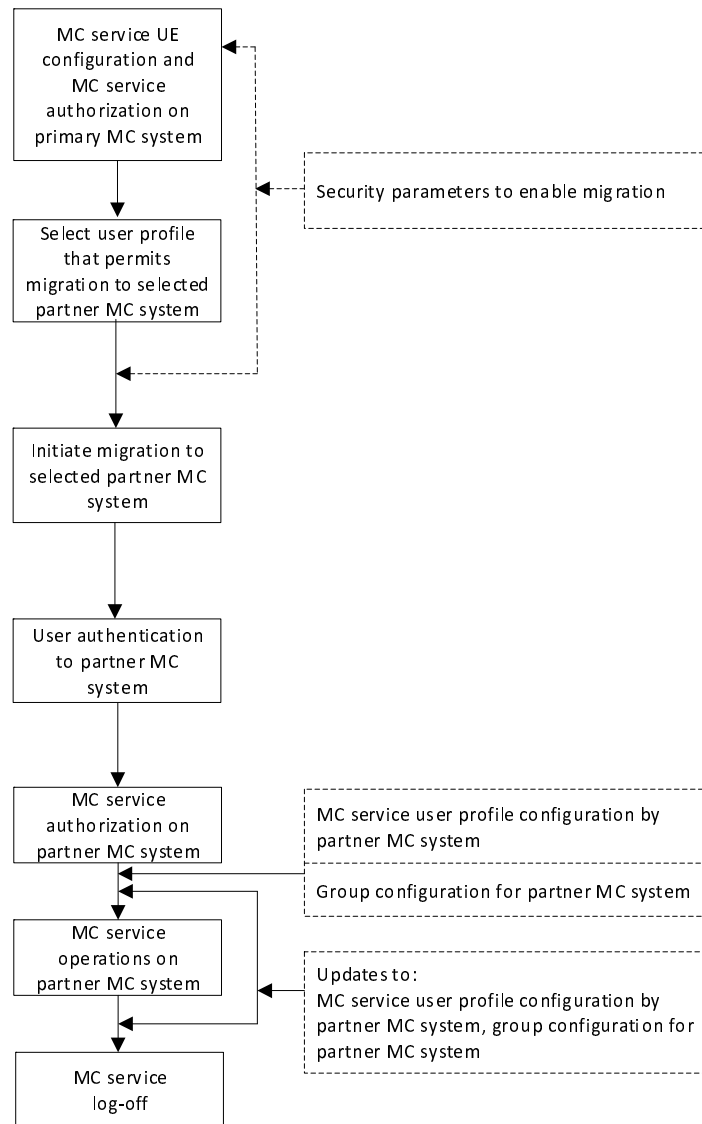 MC service UE
configuration and
MC service
authorization on
primary MC system
Security parameters to enable migration
Select user profile
that permits
migration to selected
partner MC system
Initiate migration to
selected partner MC
system
User authentication
to partner MC
system
MC service
authorization on
partner MC system
MC service user profile configuration by
partner MC system
Group configuration for partner MC system
MC service
operations on
partner MC system
Updates to:
MC service user profile configuration by
partner MC system, group configuration for
partner MC system
MC service
log-off